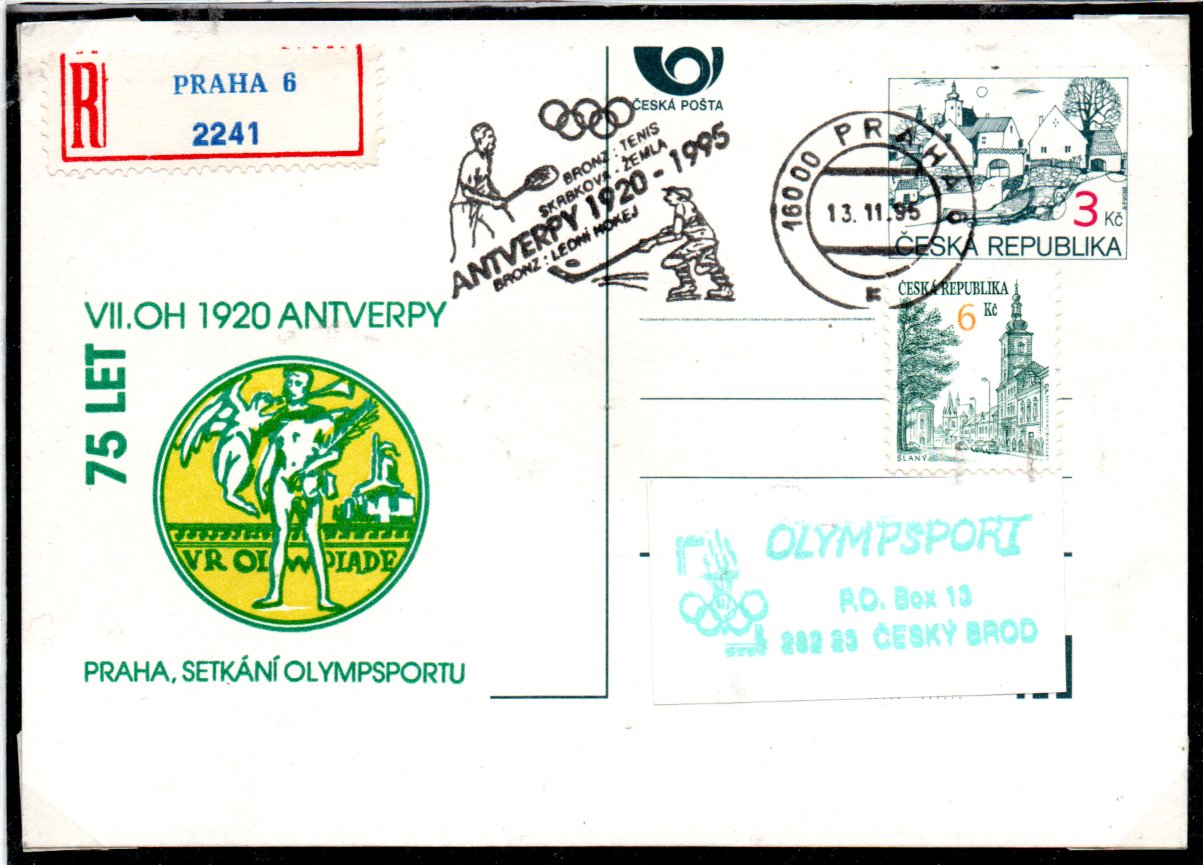 R
PRAHA 6
2241
ČESKÁ POŠTA
BRONZ : TENIS
SKRBKOVÁ - ŽEMLA
ANTVERPY 1920 - 1995
BRONZ : LEDNÍ HOKEJ
16000 PRAHA 6
13.11.95
3 Kč
ČESKÁ REPUBLIKA
ČESKÁ REPUBLIKA
6 Kč
SLANÝ
VII.OH 1920 ANTVERPY
75 LET
VII OLYMPIADE
PRAHA, SETKÁNÍ OLYMPSPORTU
OLYMPSPORT
P.O. Box 13
282 23 ČESKÝ BROD